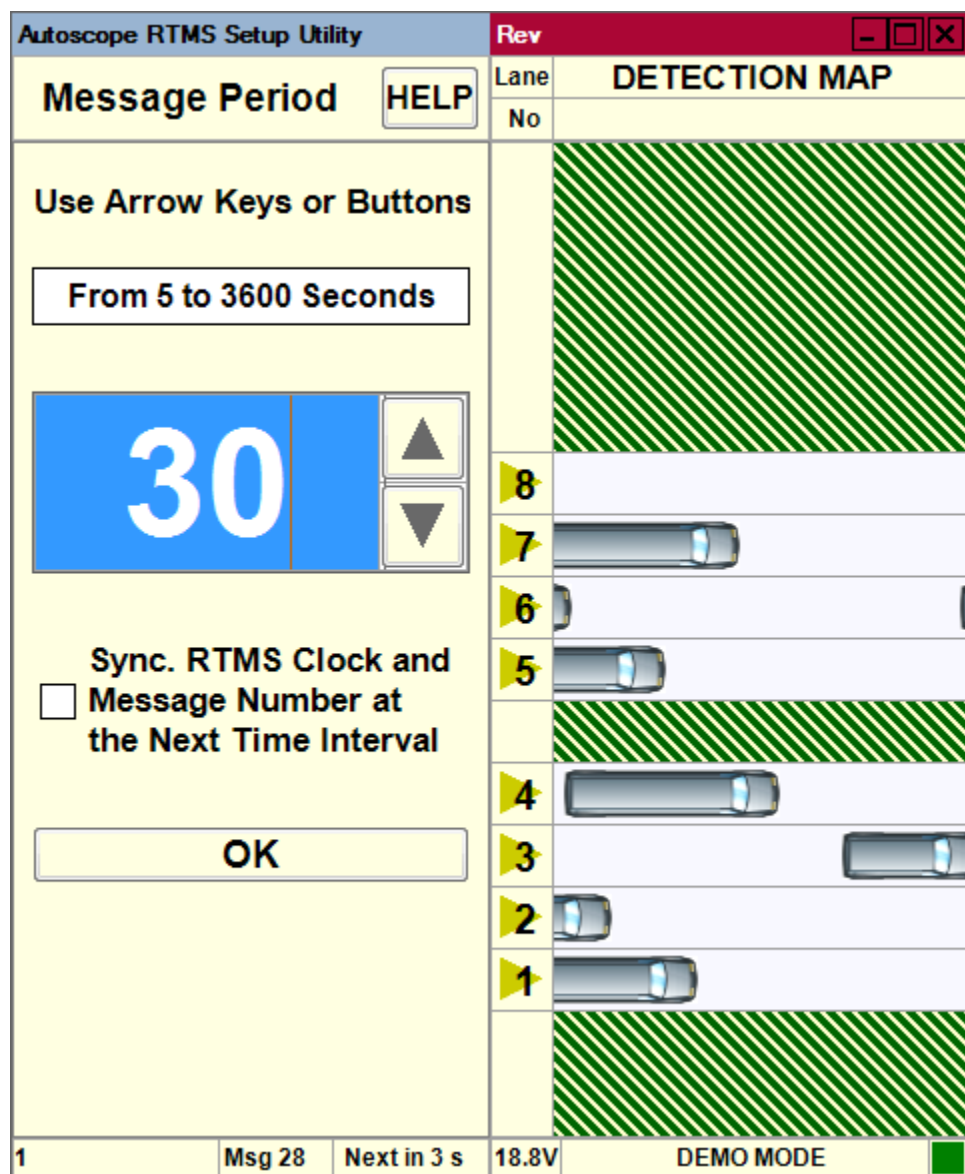 Autoscope RTMS Setup Utility
Rev
Message Period
HELP
Lane
No
DETECTION MAP
Use Arrow Keys or Buttons
From 5 to 3600 Seconds
30
Sync. RTMS Clock and
Message Number at
the Next Time Interval
OK
8
7
6
5
4
3
2
1
1
Msg 28
Next in 3 s
18.8V
DEMO MODE